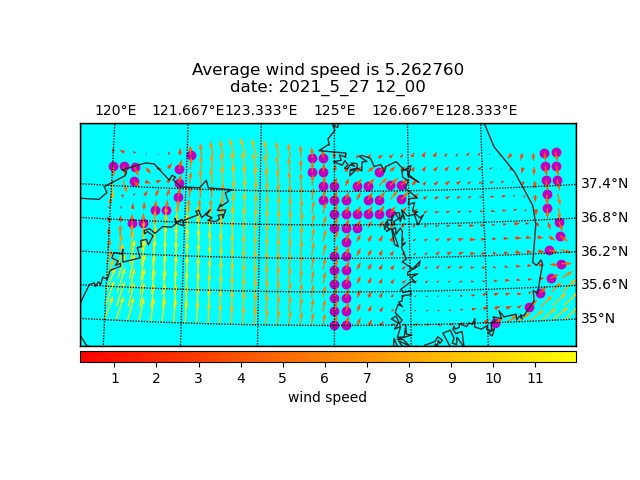 Average wind speed is 5.262760
date: 2021_5_27 12_00
120°E 121.667°E 123.333°E 125°E 126.667°E 128.333°E
37.4°N
36.8°N
36.2°N
35.6°N
35°N
1 2 3 4 5 6 7 8 9 10 11
wind speed